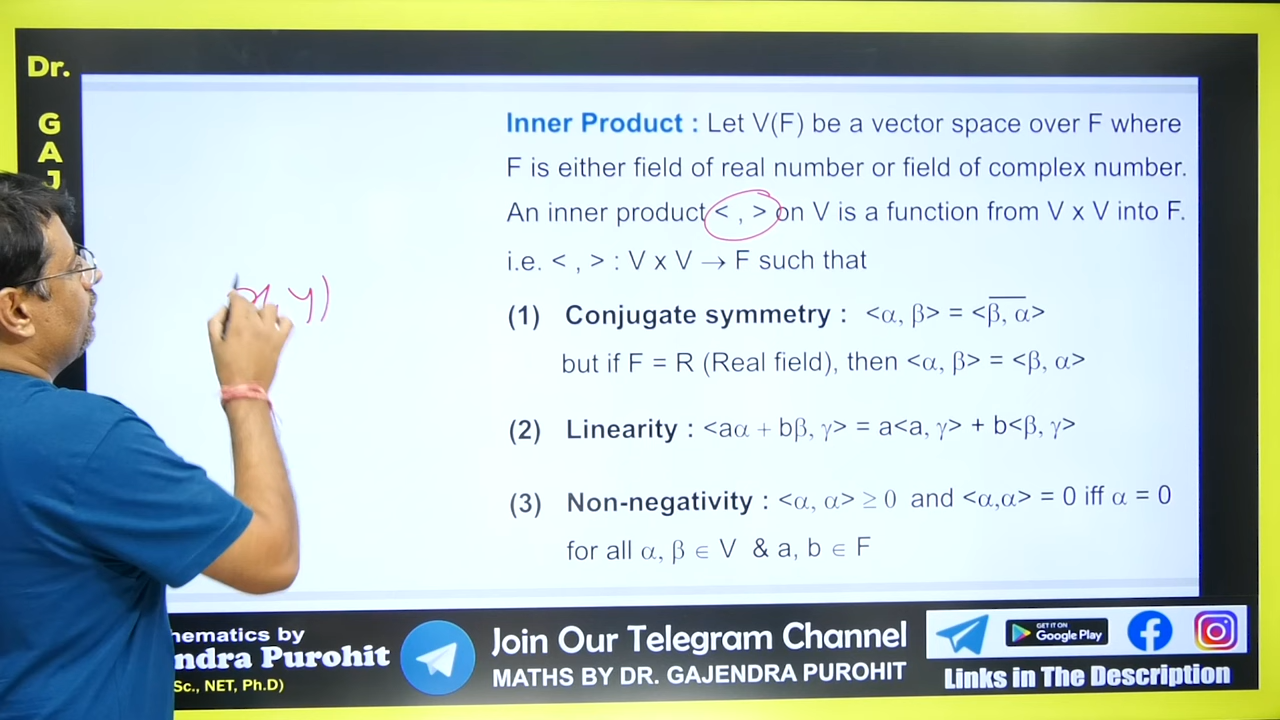 Dr.
G
A
J
Inner Product : Let V(F) be a vector space over F where
F is either field of real number or field of complex number.
An inner product < , > on V is a function from V x V into F.
i.e. < , > : V x V → F such that
(1) Conjugate symmetry : <α, β> = <β̅,̅ α̅>
but if F = R (Real field), then <α, β> = <β, α>
(2) Linearity : <aα + bβ, γ> = a<a, γ> + b<β, γ>
(3) Non-negativity : <α, α> ≥ 0 and <α,α> = 0 iff α = 0
for all α, β ∈ V & a, b ∈ F
y)
hematics by
ndra Purohit
Sc., NET, Ph.D)
Join Our Telegram Channel
MATHS BY DR. GAJENDRA PUROHIT
GET IT ON
Google Play
Links in The Description